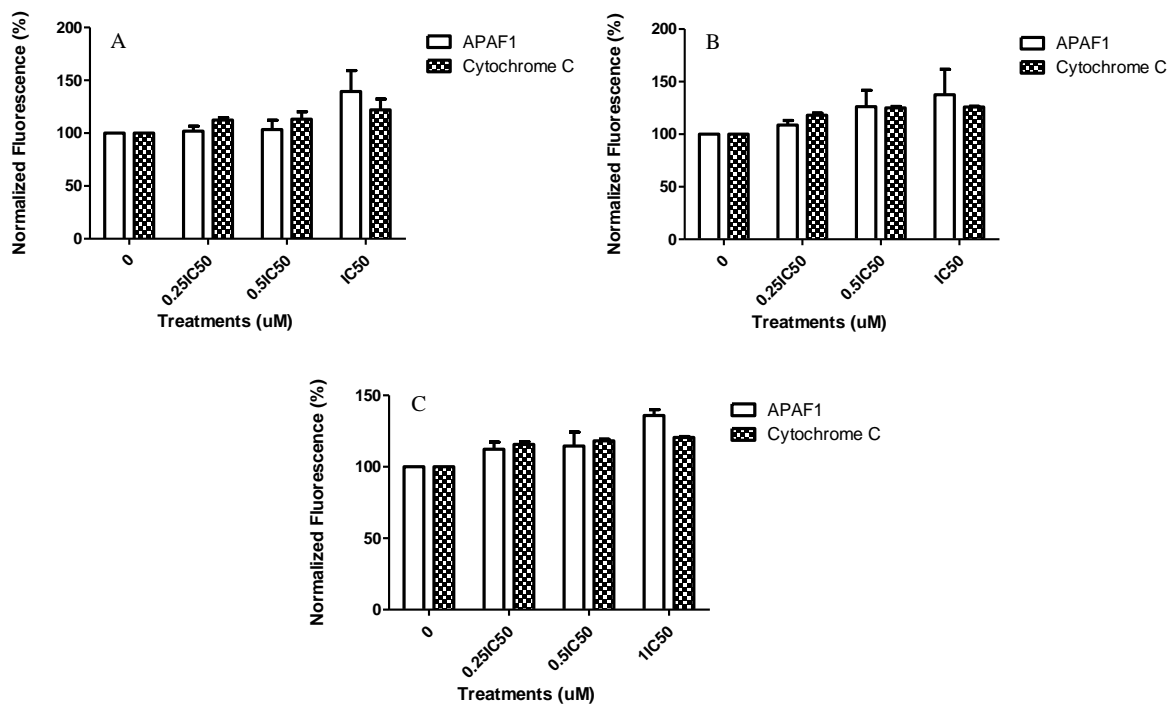 A
Normalized Fluorescence (%)
200
150
100
50
0
0
0.25IC50
0.5IC50
IC50
Treatments (uM)
APAF1
Cytochrome C
B
Normalized Fluorescence (%)
200
150
100
50
0
0
0.25IC50
0.5IC50
IC50
Treatments (uM)
APAF1
Cytochrome C
C
Normalized Fluorescence (%)
150
100
50
0
0
0.25IC50
0.5IC50
1IC50
Treatments (uM)
APAF1
Cytochrome C